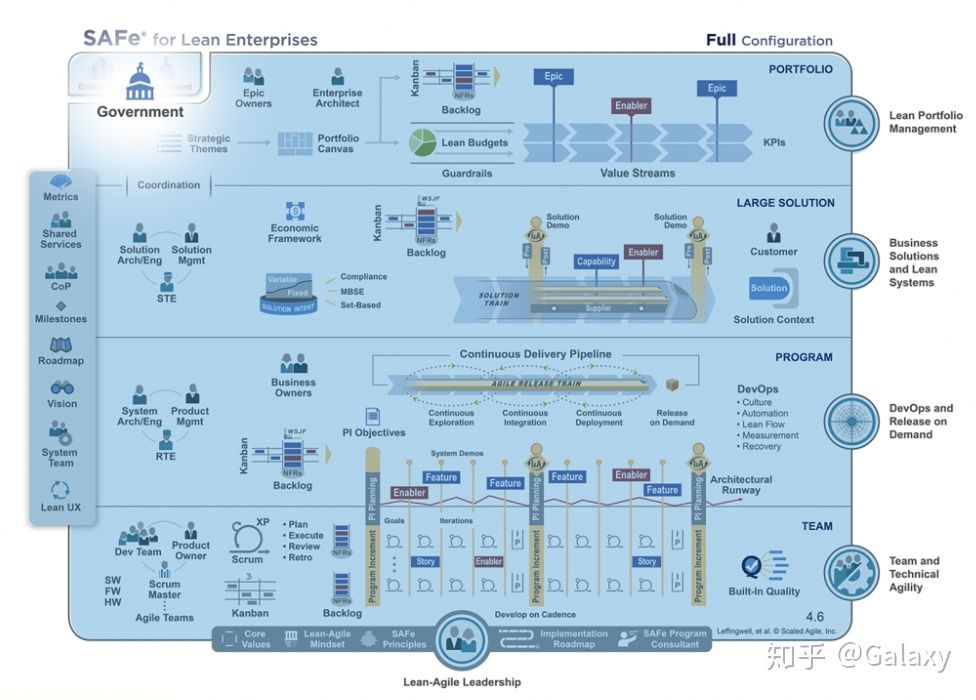 SAFe® for Lean Enterprises
Full Configuration
Government
Epic
Owners
Enterprise
Architect
Kanban
NFRs
Backlog
Epic
Enabler
Epic
PORTFOLIO
Lean Portfolio
Management
Strategic
Themes
Portfolio
Canvas
Lean Budgets
Guardrails
Value Streams
KPIs
Coordination
Metrics
Shared
Services
CoP
Milestones
Roadmap
Vision
System
Team
Lean UX
LARGE SOLUTION
Solution
Arch/Eng
Solution
Mgmt
STE
Economic
Framework
Variable
Fixed
SOLUTION INTENT
Compliance
MBSE
Set-Based
Kanban
WSJF
NFRs
Backlog
Solution
Demo
Solution
Demo
I&A
I&A
Pre
Post
Pre
Post
Capability
Enabler
SOLUTION
TRAIN
Supplier
Customer
Solution
Solution Context
Business
Solutions
and Lean
Systems
PROGRAM
System
Arch/Eng
Product
Mgmt
RTE
Business
Owners
Kanban
WSJF
NFRs
Backlog
PI Objectives
Continuous Delivery Pipeline
AGILE RELEASE TRAIN
Continuous
Exploration
Continuous
Integration
Continuous
Deployment
Release
on Demand
DevOps
• Culture
• Automation
• Lean Flow
• Measurement
• Recovery
DevOps and
Release on
Demand
System Demos
I&A
I&A
Enabler
Feature
Feature
Feature
Enabler
Feature
Architectural
Runway
PI Planning
PI Planning
PI Planning
TEAM
Dev Team
Product
Owner
Scrum
Master
SW
FW
HW
Agile Teams
XP
Scrum
• Plan
• Execute
• Review
• Retro
3
Kanban
NFRs
NFRs
Backlog
Goals
Iterations
Story
Enabler
Story
IP
IP
IP
IP
Program Increment
Program Increment
Program Increment
Develop on Cadence
Built-In Quality
Team and
Technical
Agility
4.6
Leffingwell, et al. © Scaled Agile, Inc.
Core
Values
Lean-Agile
Mindset
SAFe
Principles
Implementation
Roadmap
SAFe Program
Consultant
Lean-Agile Leadership
知乎 @Galaxy